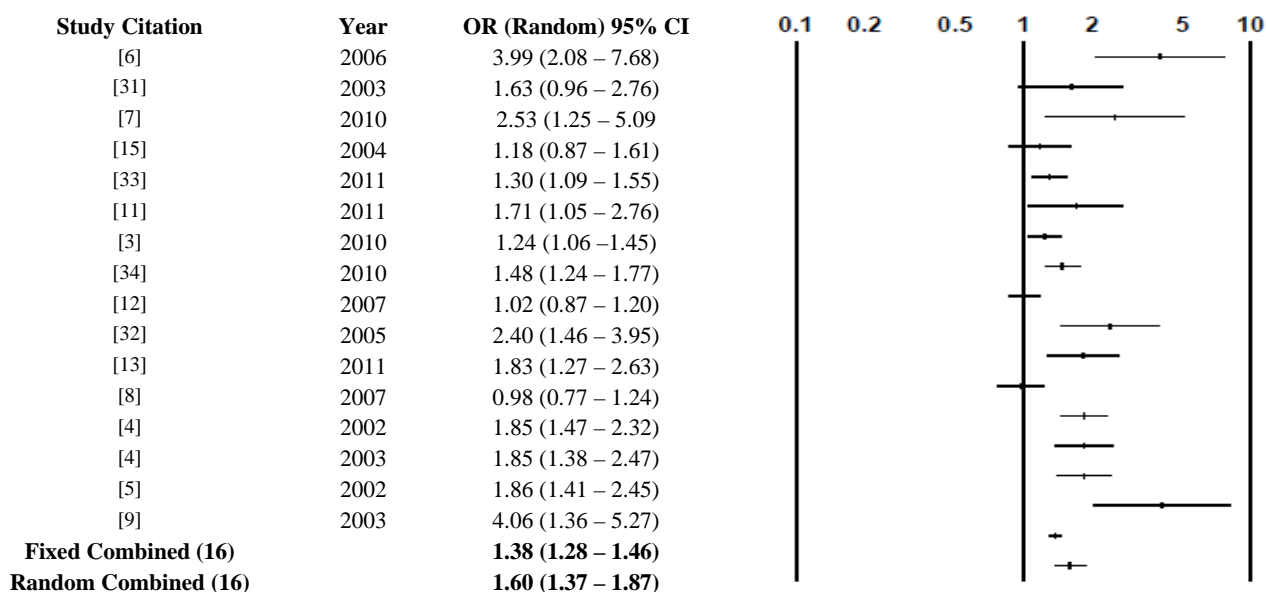 Study Citation Year OR (Random) 95% CI 0.1 0.2 0.5 1 2 5 10
[6] 2006 3.99 (2.08 – 7.68)
[31] 2003 1.63 (0.96 – 2.76)
[7] 2010 2.53 (1.25 – 5.09
[15] 2004 1.18 (0.87 – 1.61)
[33] 2011 1.30 (1.09 – 1.55)
[11] 2011 1.71 (1.05 – 2.76)
[3] 2010 1.24 (1.06 –1.45)
[34] 2010 1.48 (1.24 – 1.77)
[12] 2007 1.02 (0.87 – 1.20)
[32] 2005 2.40 (1.46 – 3.95)
[13] 2011 1.83 (1.27 – 2.63)
[8] 2007 0.98 (0.77 – 1.24)
[4] 2002 1.85 (1.47 – 2.32)
[4] 2003 1.85 (1.38 – 2.47)
[5] 2002 1.86 (1.41 – 2.45)
[9] 2003 4.06 (1.36 – 5.27)
Fixed Combined (16) 1.38 (1.28 – 1.46)
Random Combined (16) 1.60 (1.37 – 1.87)